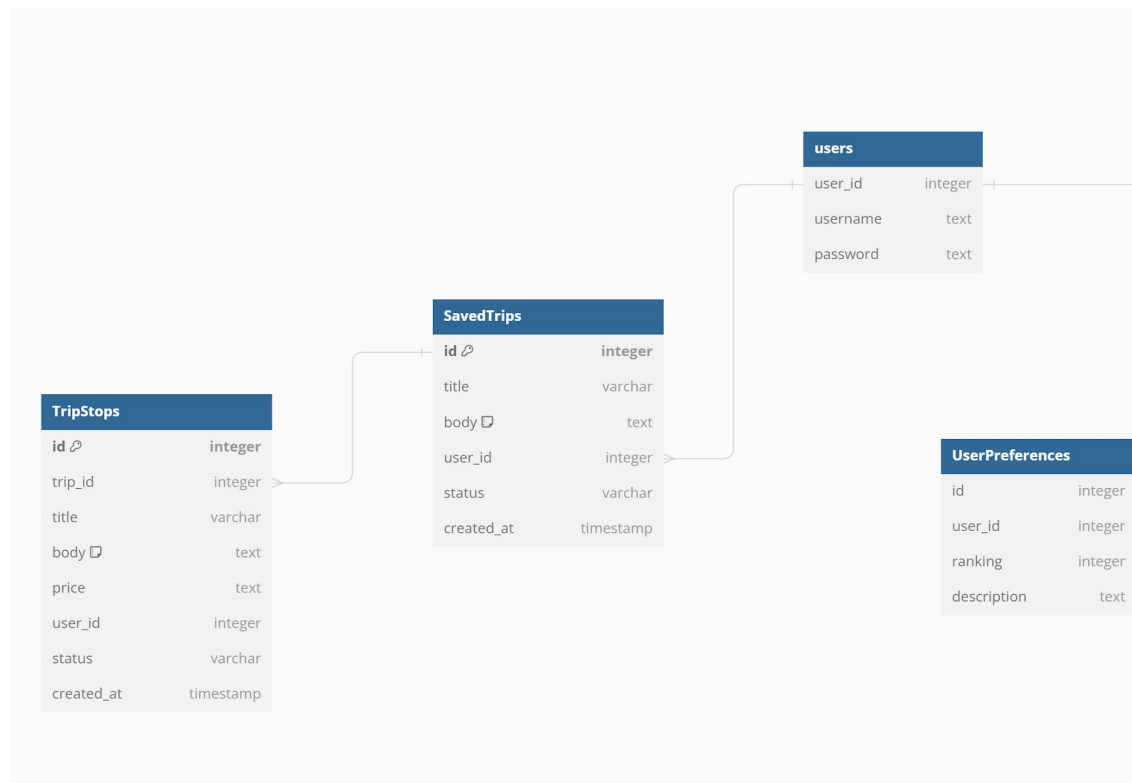 users
user_id integer
username text
password text
SavedTrips
id integer
title varchar
body text
user_id integer
status varchar
created_at timestamp
TripStops
id integer
trip_id integer
title varchar
body text
price text
user_id integer
status varchar
created_at timestamp
UserPreferences
id integer
user_id integer
ranking integer
description text